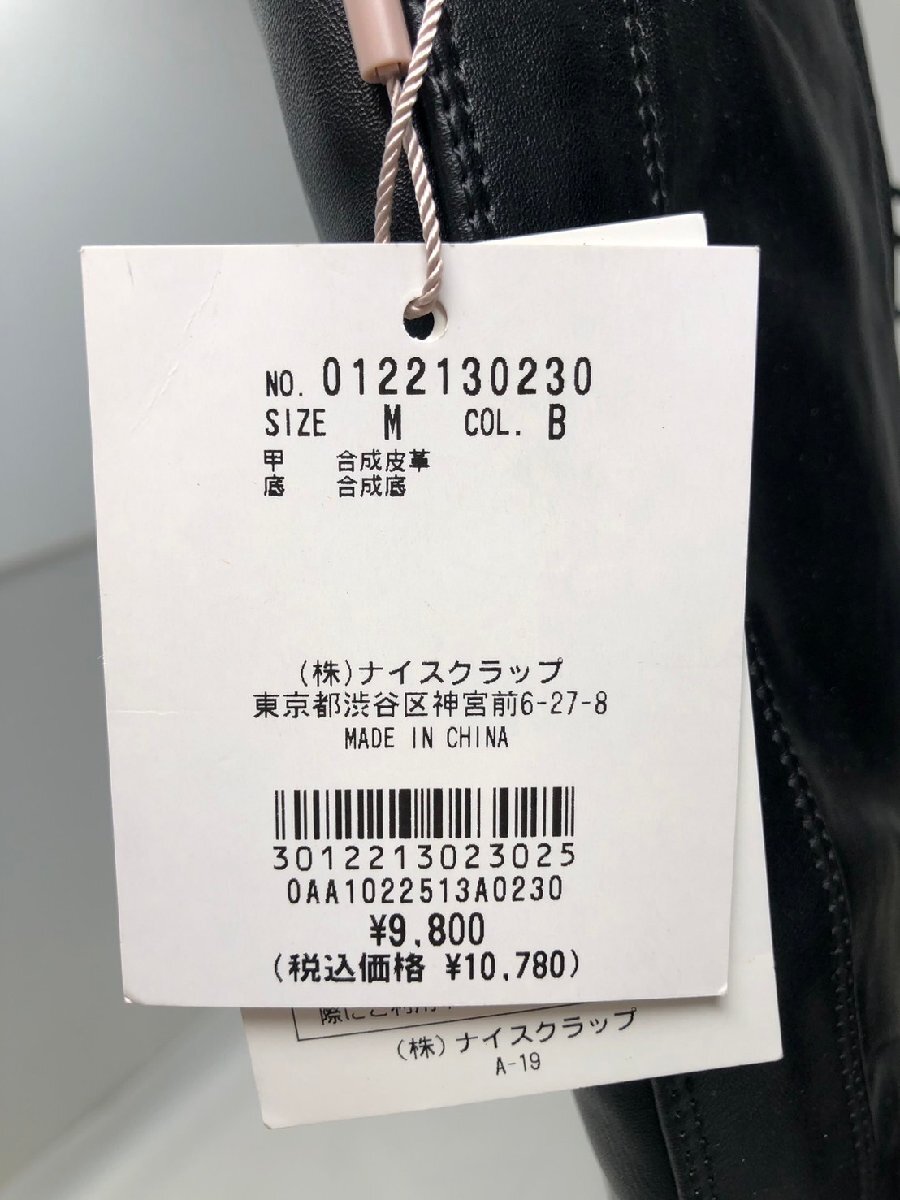 NO. 0122130230
SIZE M COL. B
甲 合成皮革
底 合成底
(株)ナイスクラップ
東京都渋谷区神宮前6-27-8
MADE IN CHINA
3012213023025
0AA1022513A0230
¥9,800
(税込価格 ¥10,780)
(株)ナイスクラップ
A-19